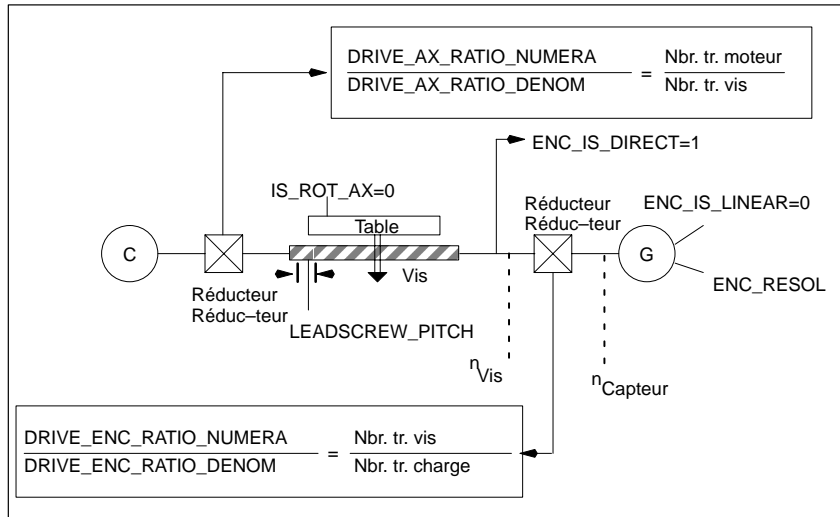 DRIVE_AX_RATIO_NUMERA
DRIVE_AX_RATIO_DENOM
=
Nbr. tr. moteur
Nbr. tr. vis
ENC_IS_DIRECT=1
IS_ROT_AX=0
Table
Réducteur
Réduc–teur
ENC_IS_LINEAR=0
C
G
Vis
Réducteur
Réduc–teur
ENC_RESOL
LEADSCREW_PITCH
nVis
nCapteur
DRIVE_ENC_RATIO_NUMERA
DRIVE_ENC_RATIO_DENOM
=
Nbr. tr. vis
Nbr. tr. charge